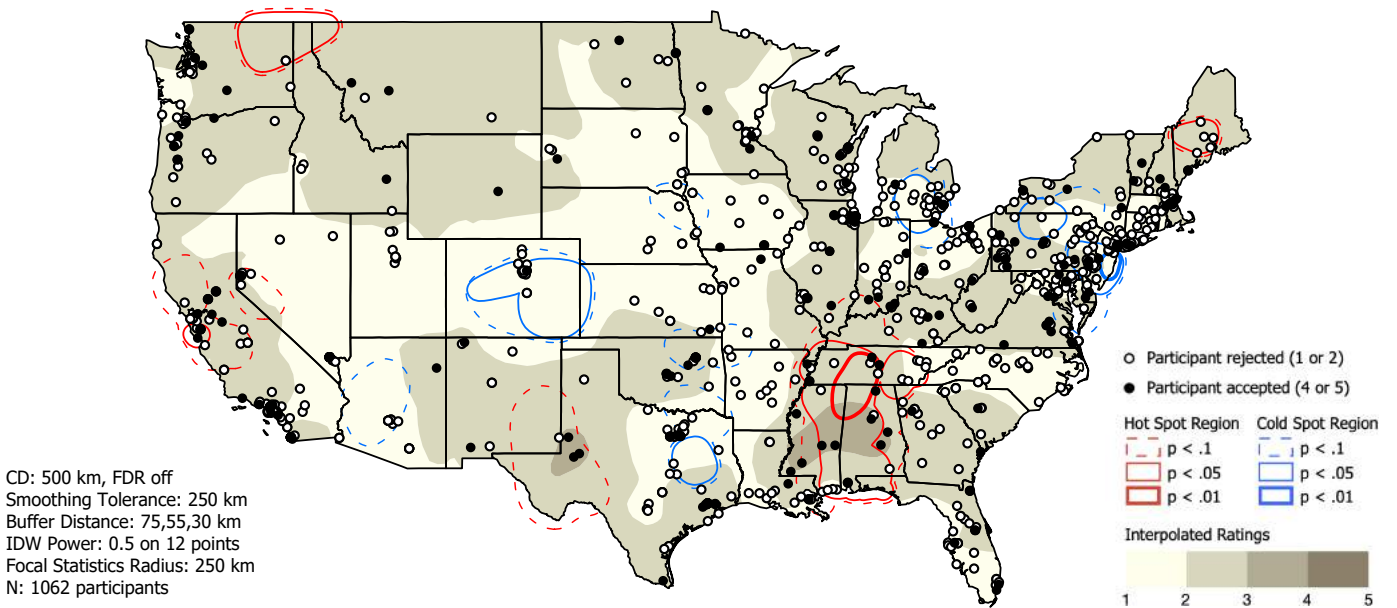 CD: 500 km, FDR off
Smoothing Tolerance: 250 km
Buffer Distance: 75,55,30 km
IDW Power: 0.5 on 12 points
Focal Statistics Radius: 250 km
N: 1062 participants
Participant rejected (1 or 2)
Participant accepted (4 or 5)
Hot Spot Region Cold Spot Region
p < .1 p < .1
p < .05 p < .05
p < .01 p < .01
Interpolated Ratings
1 2 3 4 5